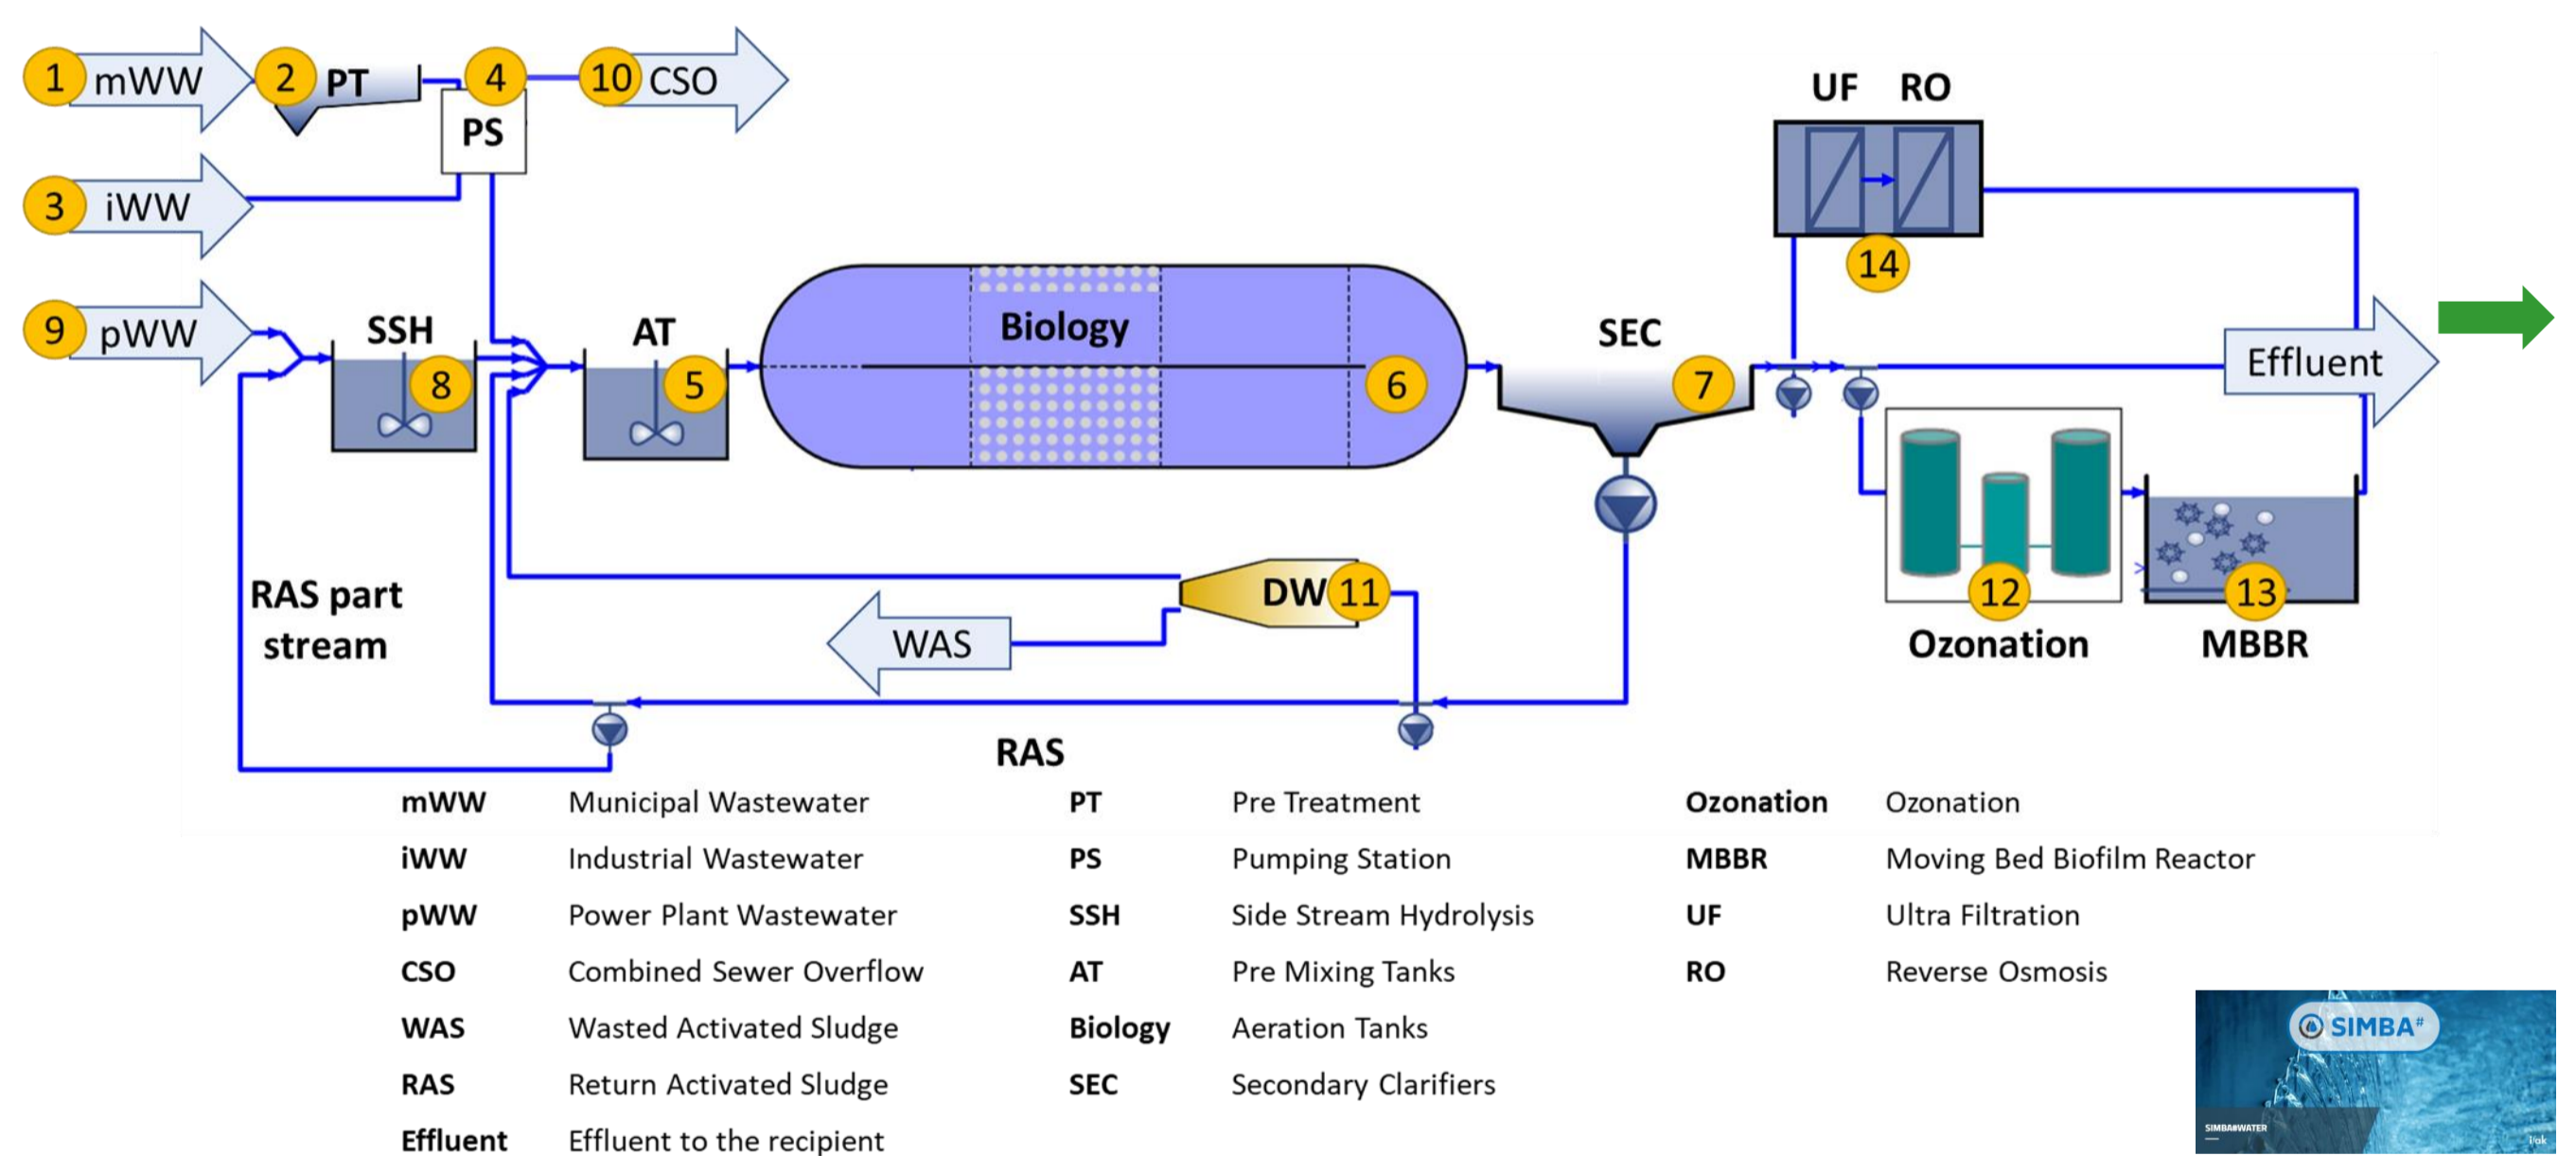 1 mWW
2 PT
4
10 CSO
PS
3 iWW
9 pWW
SSH
8
AT
5
Biology
6
SEC
7
UF RO
14
Effluent
12
Ozonation
13
MBBR
RAS part
stream
DW 11
WAS
RAS
mWW Municipal Wastewater
iWW Industrial Wastewater
pWW Power Plant Wastewater
CSO Combined Sewer Overflow
WAS Wasted Activated Sludge
RAS Return Activated Sludge
Effluent Effluent to the recipient
PT Pre Treatment
PS Pumping Station
SSH Side Stream Hydrolysis
AT Pre Mixing Tanks
Biology Aeration Tanks
SEC Secondary Clarifiers
Ozonation Ozonation
MBBR Moving Bed Biofilm Reactor
UF Ultra Filtration
RO Reverse Osmosis
SIMBA#
SIMBA#WATER
ifak